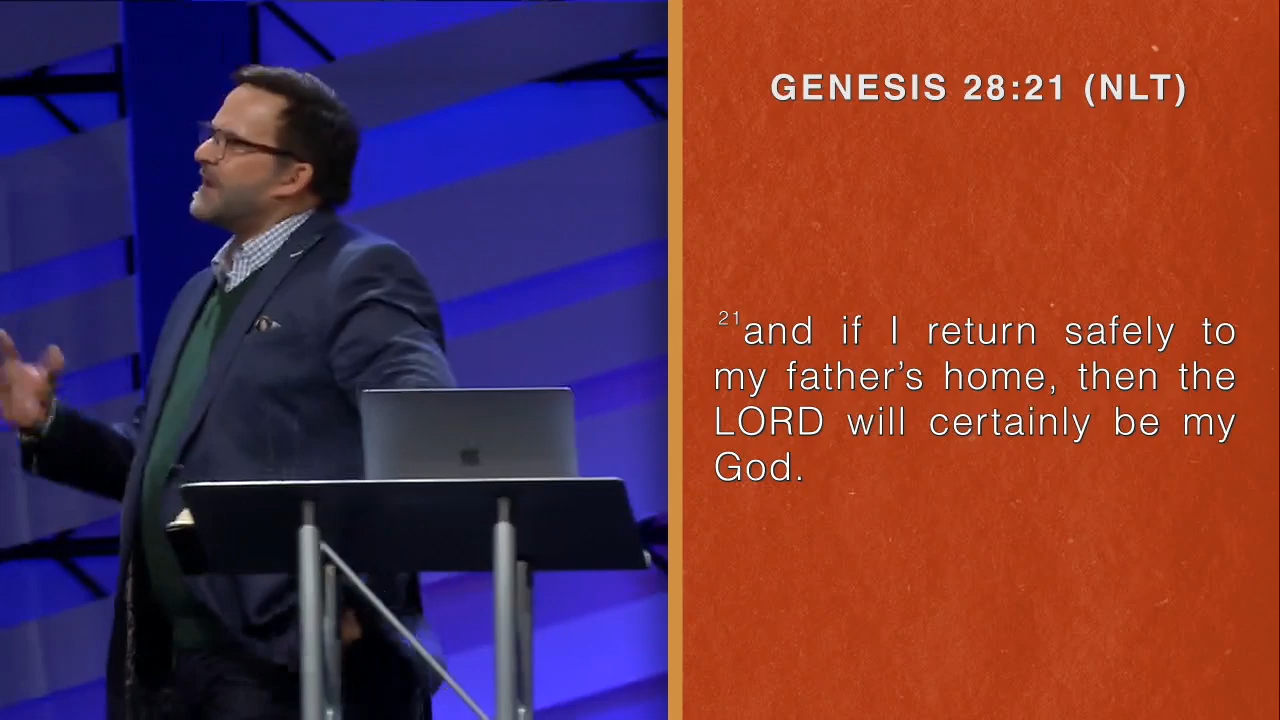 GENESIS 28:21 (NLT)
21and if I return safely to
my father's home, then the
LORD will certainly be my
God.